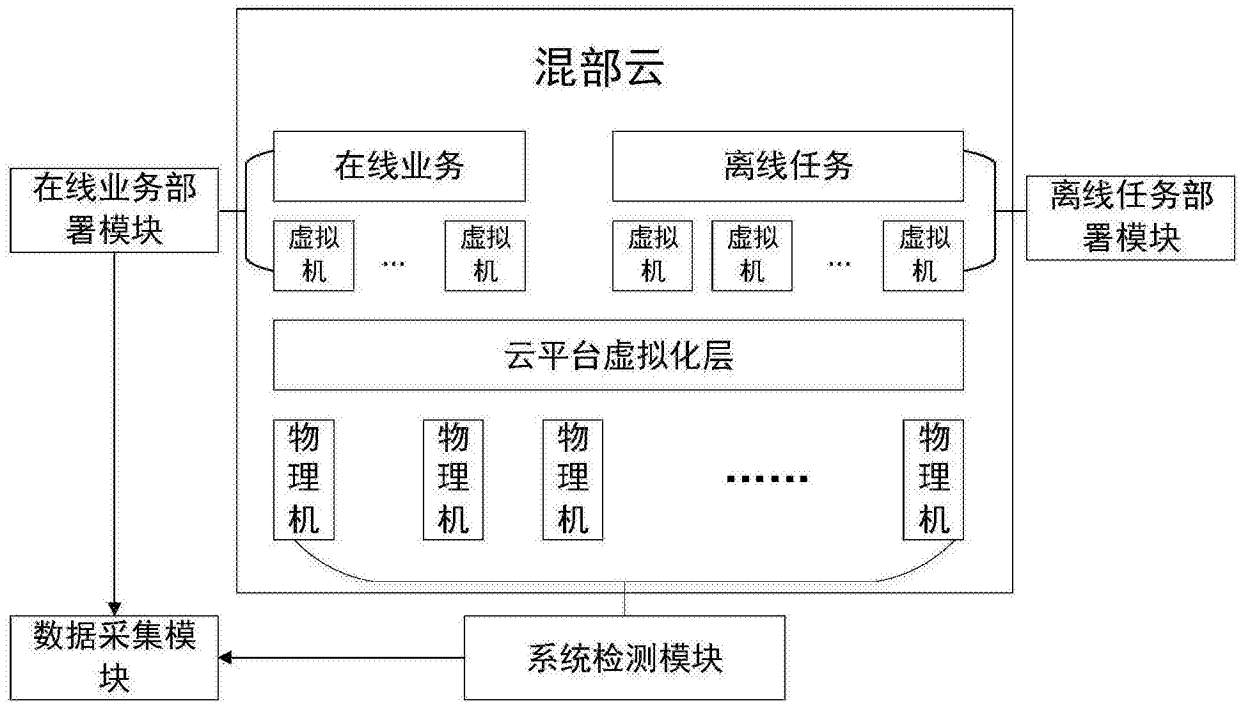 混部云
在线业务
离线任务
在线业务部
署模块
离线任务部
署模块
虚拟
机
...
虚拟
机
虚拟
机
虚拟
机
...
虚拟
机
云平台虚拟化层
物
理
机
物
理
机
物
理
机
……
物
理
机
数据采集模
块
系统检测模块